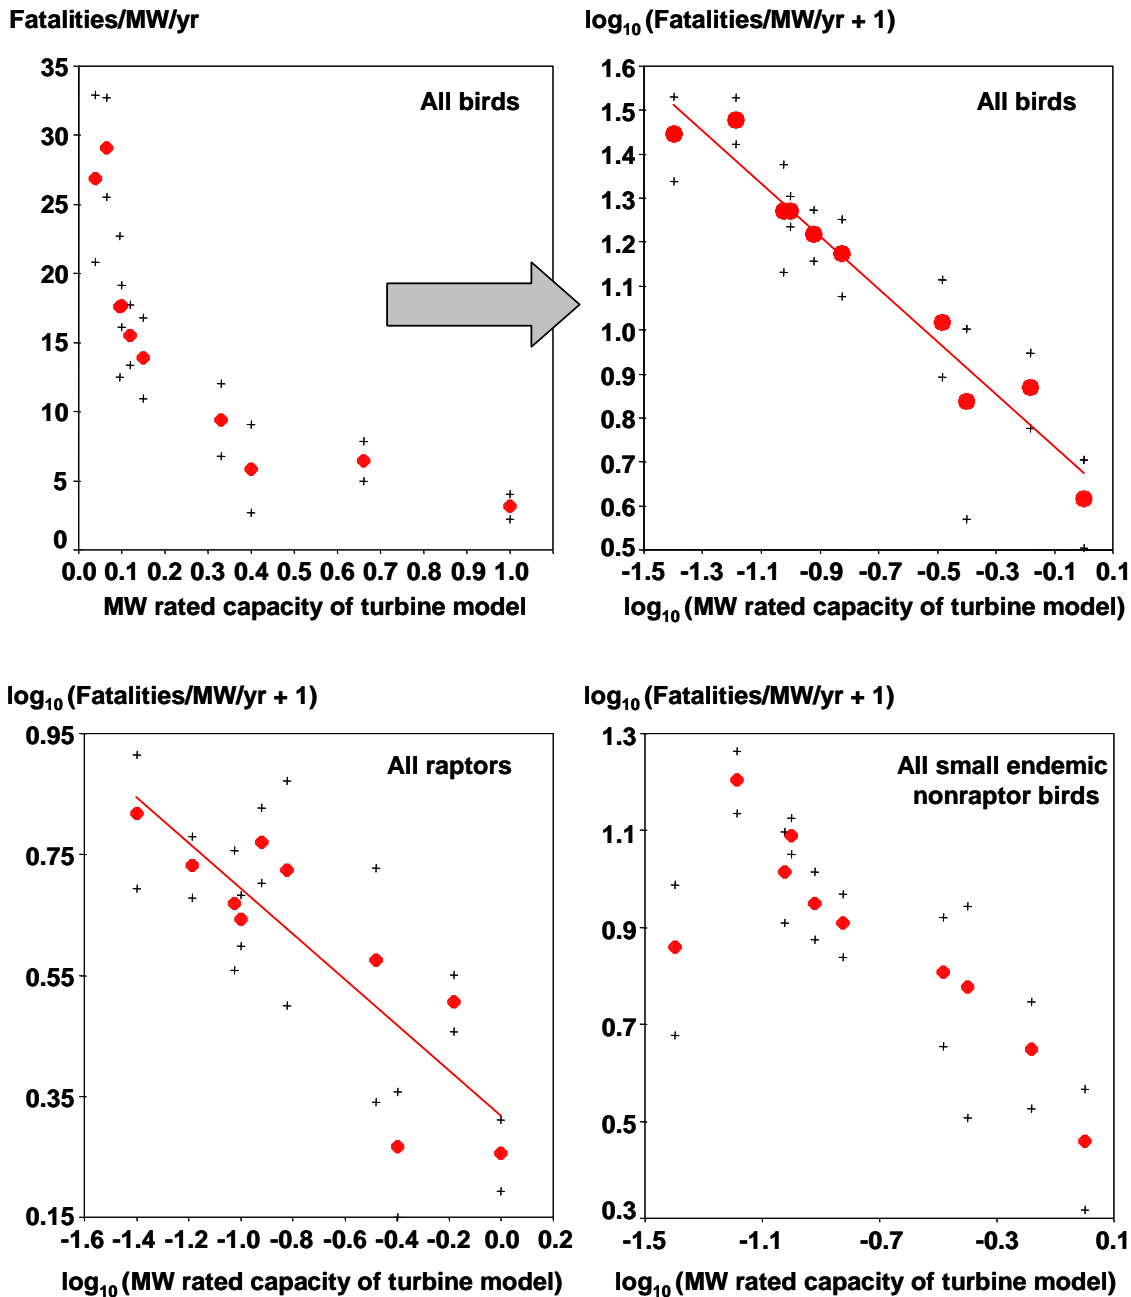 Fatalities/MW/yr
All birds
35
30
25
20
15
10
5
0
0.0 0.1 0.2 0.3 0.4 0.5 0.6 0.7 0.8 0.9 1.0
MW rated capacity of turbine model
log10 (Fatalities/MW/yr + 1)
All birds
1.6
1.5
1.4
1.3
1.2
1.1
1.0
0.9
0.8
0.7
0.6
0.5
-1.5 -1.3 -1.1 -0.9 -0.7 -0.5 -0.3 -0.1 0.1
log10 (MW rated capacity of turbine model)
log10 (Fatalities/MW/yr + 1)
All raptors
0.95
0.75
0.55
0.35
0.15
-1.6 -1.4 -1.2 -1.0 -0.8 -0.6 -0.4 -0.2 0.0 0.2
log10 (MW rated capacity of turbine model)
log10 (Fatalities/MW/yr + 1)
All small endemic
nonraptor birds
1.3
1.1
0.9
0.7
0.5
0.3
-1.5 -1.1 -0.7 -0.3 0.1
log10 (MW rated capacity of turbine model)